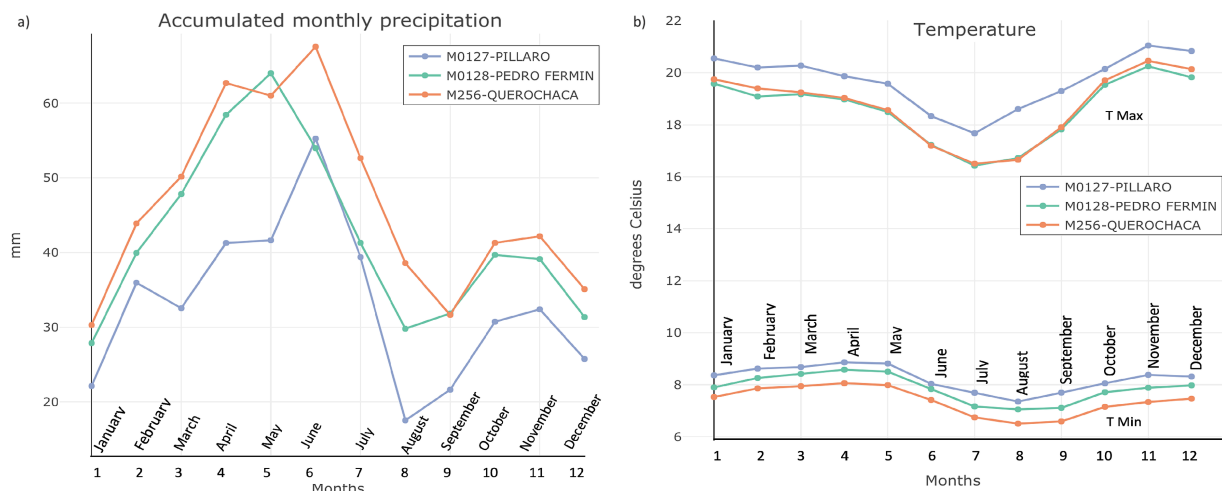 a)
Accumulated monthly precipitation
M0127-PILLARO
M0128-PEDRO FERMIN
M256-QUEROCHACA
mm
60
50
40
30
20
January
February
March
April
May
June
July
August
September
October
November
December
1 2 3 4 5 6 7 8 9 10 11 12
Months
b)
Temperature
22
20
18
16
14
12
10
8
6
degrees Celsius
T Max
M0127-PILLARO
M0128-PEDRO FERMIN
M256-QUEROCHACA
January
February
March
April
May
June
July
August
September
October
November
December
T Min
1 2 3 4 5 6 7 8 9 10 11 12
Months